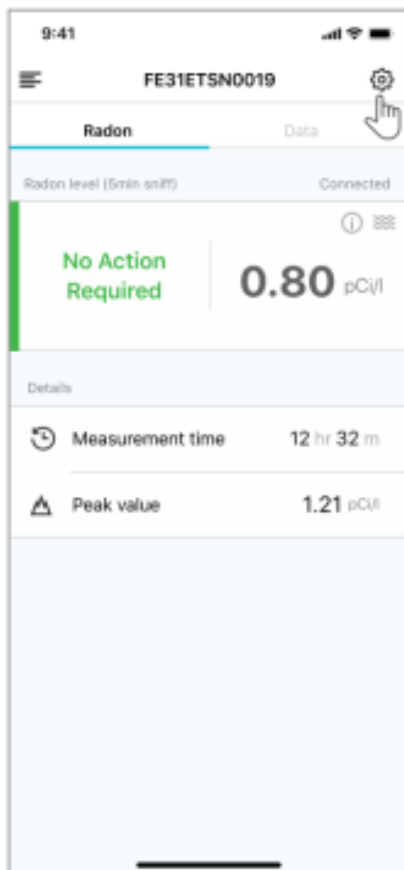 9:41
FE31ETSN0019
Radon Data
Radon level (5min sniff) Connected
No Action
Required
0.80 pCi/l
Details
Measurement time 12 hr 32 m
Peak value 1.21 pCi/l